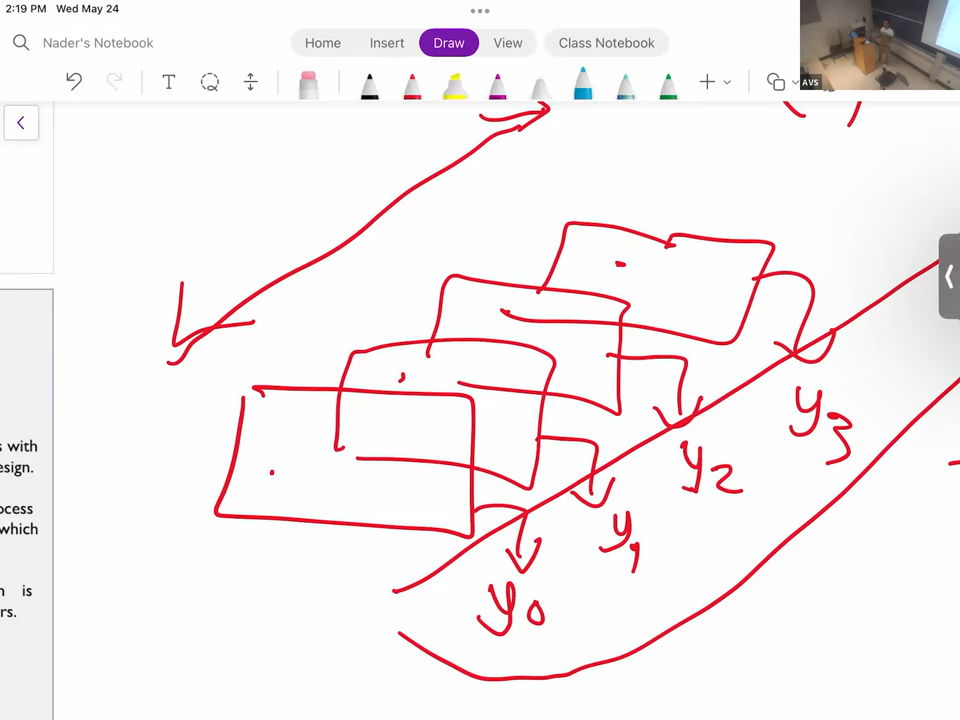 2:19 PM Wed May 24
Nader's Notebook
Home Insert Draw View Class Notebook
T
AVS
y3
y2
y1
y0
s with
esign.
ocess
which
n is
rs.